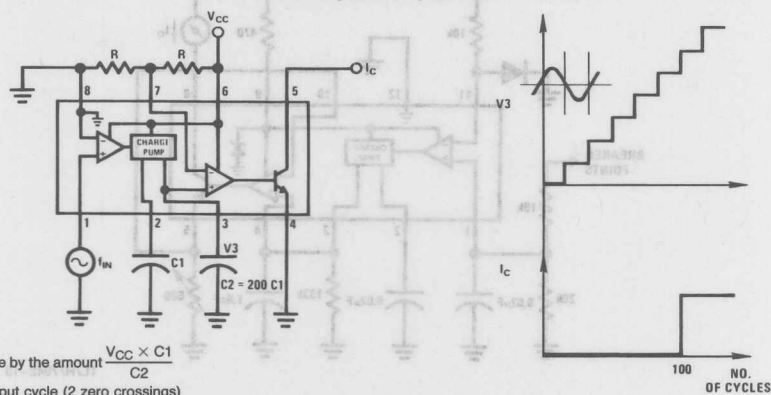 VCC
R
R
IC
8
7
6
5
V3
CHARGE
PUMP
1
2
3
4
fIN
C1
V3
C2 = 200 C1
IC
100
NO.
OF CYCLES
e by the amount VCC × C1
C2
put cycle (2 zero crossings)